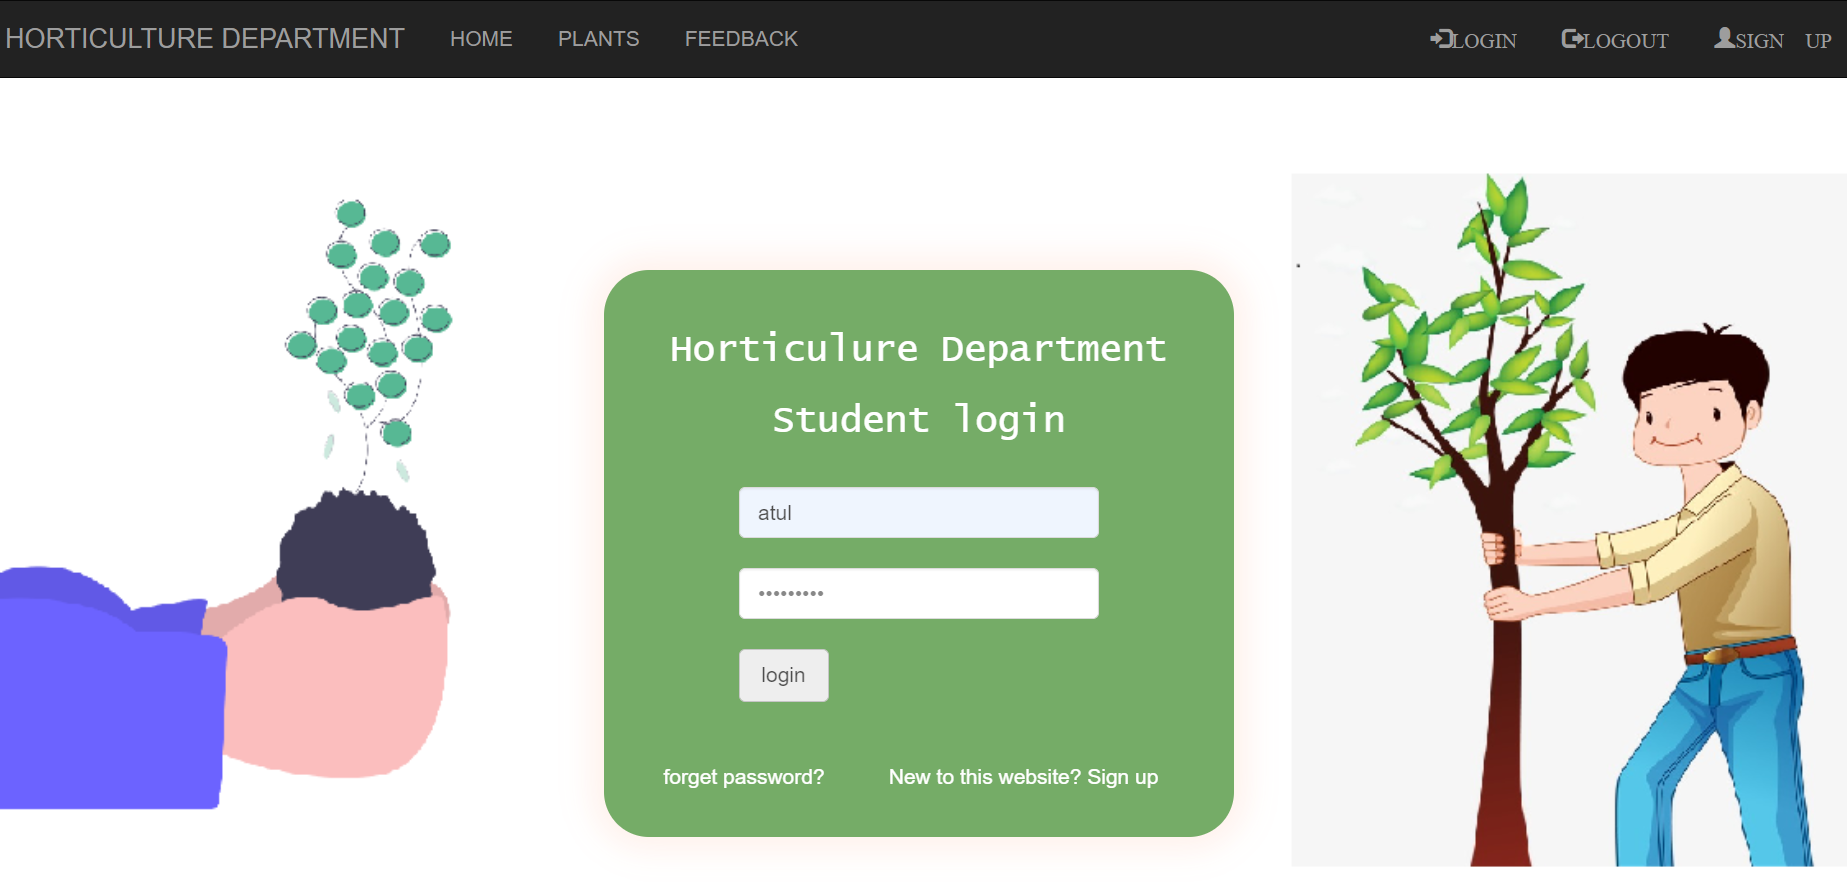 HORTICULTURE DEPARTMENT HOME PLANTS FEEDBACK LOGIN LOGOUT SIGN UP
Horticulure Department
Student login
atul
•••••••••
login
forget password? New to this website? Sign up